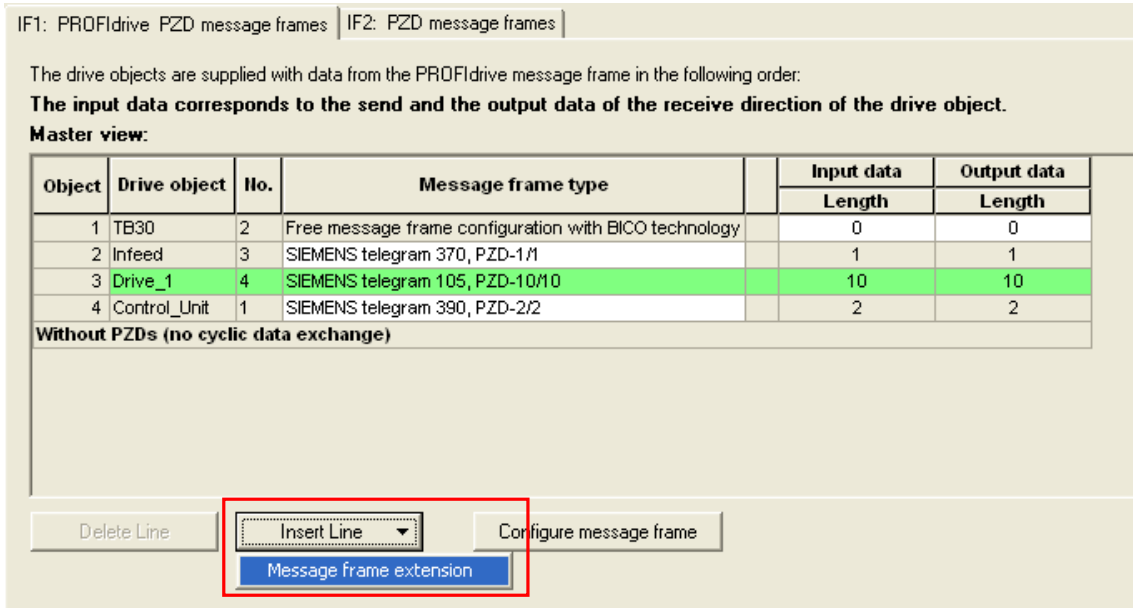 IF1: PROFIdrive PZD message frames IF2: PZD message frames
The drive objects are supplied with data from the PROFIdrive message frame in the following order:
The input data corresponds to the send and the output data of the receive direction of the drive object.
Master view:
Object Drive object No. Message frame type Input data Output data
Length Length
1 TB30 2 Free message frame configuration with BICO technology 0 0
2 Infeed 3 SIEMENS telegram 370, PZD-1/1 1 1
3 Drive_1 4 SIEMENS telegram 105, PZD-10/10 10 10
4 Control_Unit 1 SIEMENS telegram 390, PZD-2/2 2 2
Without PZDs (no cyclic data exchange)
Delete Line Insert Line Configure message frame
Message frame extension